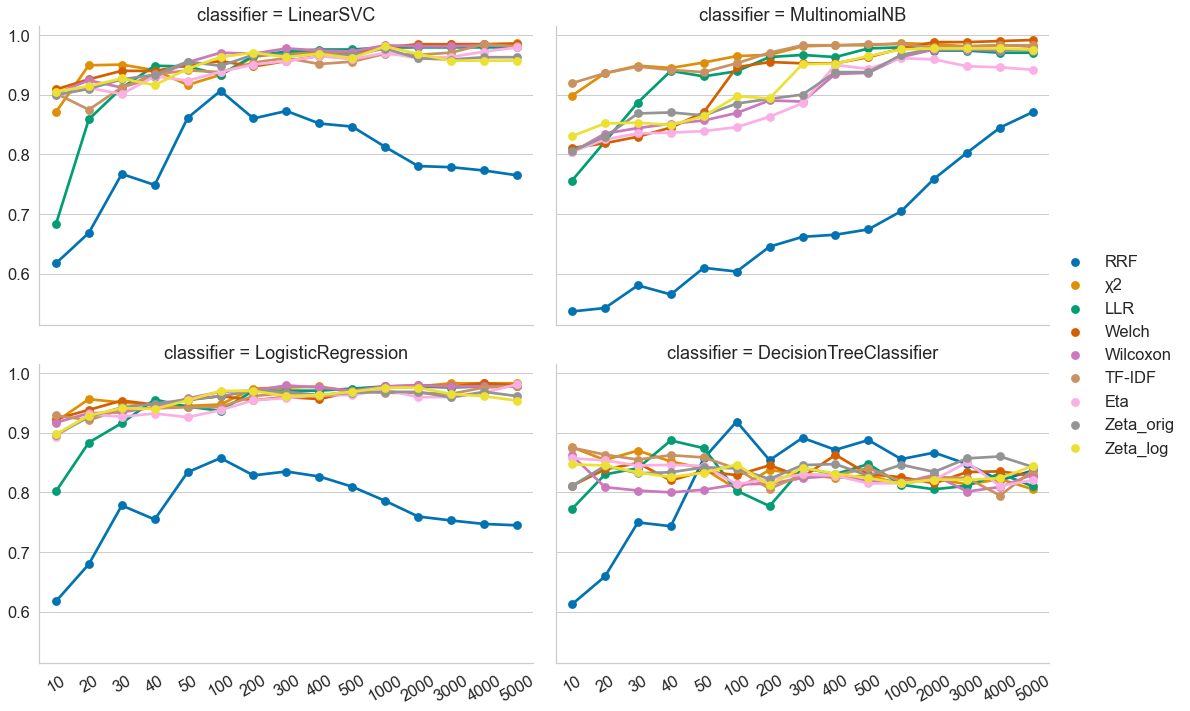 classifier = LinearSVC
classifier = MultinomialNB
1.0
0.9
0.8
0.7
0.6
classifier = LogisticRegression
classifier = DecisionTreeClassifier
1.0
0.9
0.8
0.7
0.6
10 20 30 40 50 100 200 300 400 500 1000 2000 3000 4000 5000
10 20 30 40 50 100 200 300 400 500 1000 2000 3000 4000 5000
RRF
χ2
LLR
Welch
Wilcoxon
TF-IDF
Eta
Zeta_orig
Zeta_log